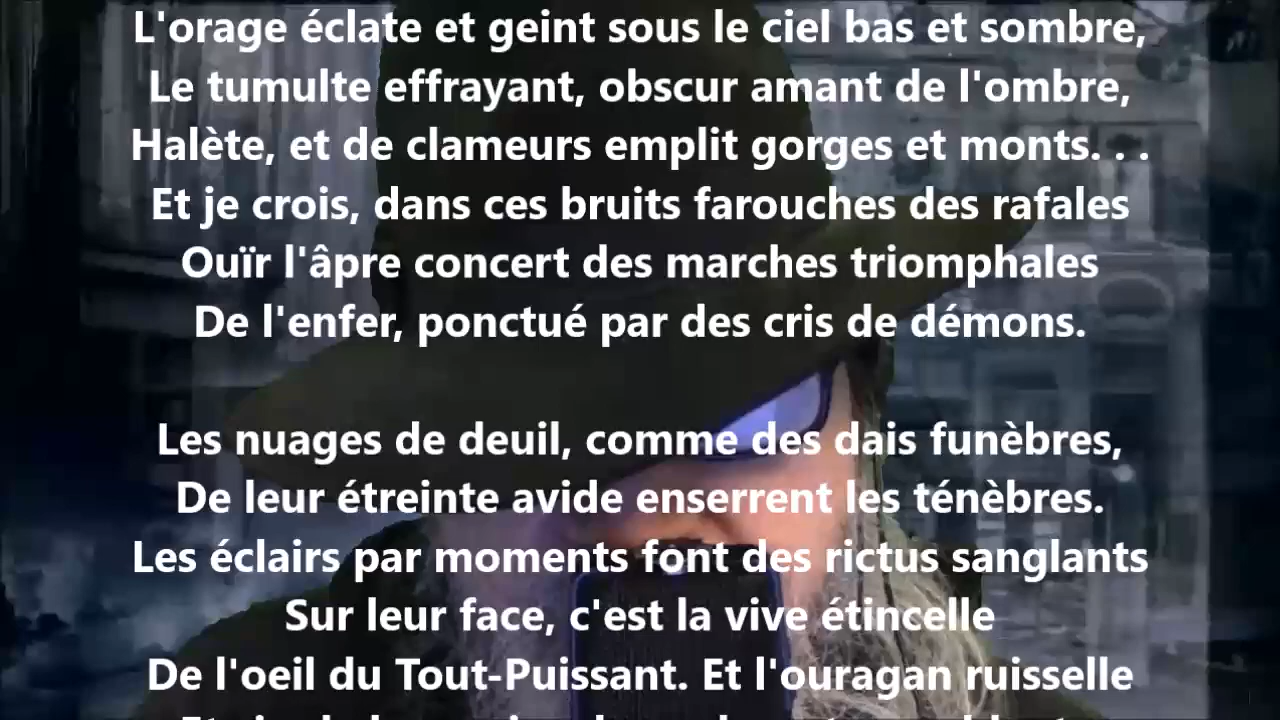 L'orage éclate et geint sous le ciel bas et sombre,
Le tumulte effrayant, obscur amant de l'ombre,
Halète, et de clameurs emplit gorges et monts. . .
Et je crois, dans ces bruits farouches des rafales
Ouïr l'âpre concert des marches triomphales
De l'enfer, ponctué par des cris de démons.
Les nuages de deuil, comme des dais funèbres,
De leur étreinte avide enserrent les ténèbres.
Les éclairs par moments font des rictus sanglants
Sur leur face, c'est la vive étincelle
De l'oeil du Tout-Puissant. Et l'ouragan ruisselle